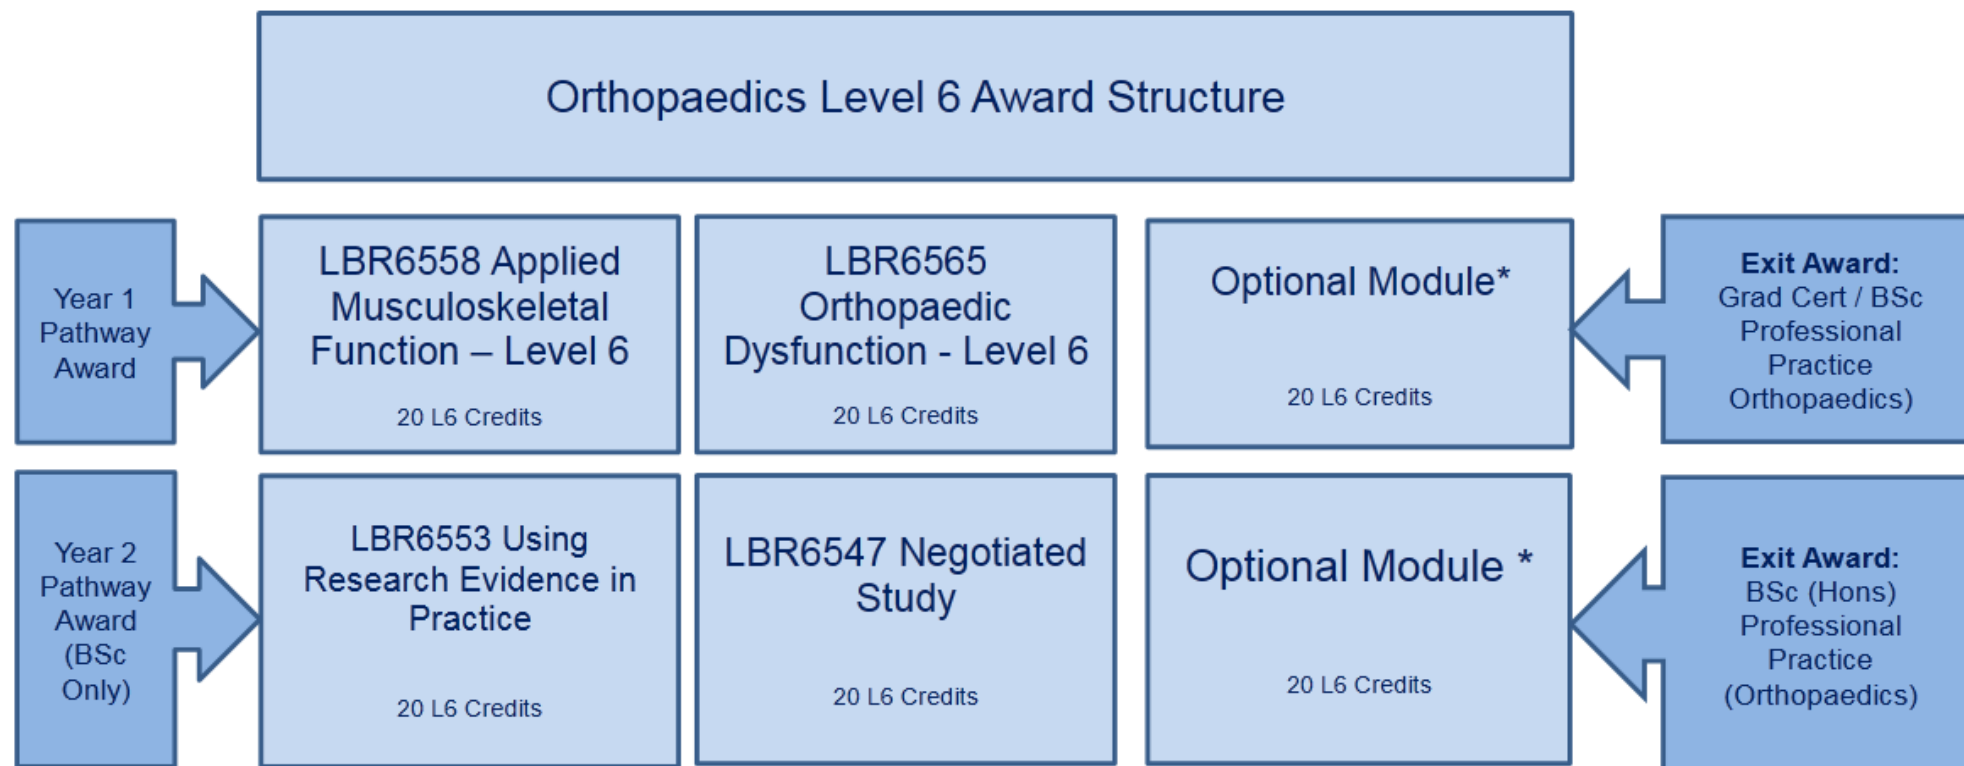 Orthopaedics Level 6 Award Structure
Year 1
Pathway
Award
LBR6558 Applied
Musculoskeletal
Function – Level 6
20 L6 Credits
LBR6565
Orthopaedic
Dysfunction - Level 6
20 L6 Credits
Optional Module*
20 L6 Credits
Exit Award:
Grad Cert / BSc
Professional
Practice
Orthopaedics)
Year 2
Pathway
Award
(BSc
Only)
LBR6553 Using
Research Evidence in
Practice
20 L6 Credits
LBR6547 Negotiated
Study
20 L6 Credits
Optional Module *
20 L6 Credits
Exit Award:
BSc (Hons)
Professional
Practice
(Orthopaedics)